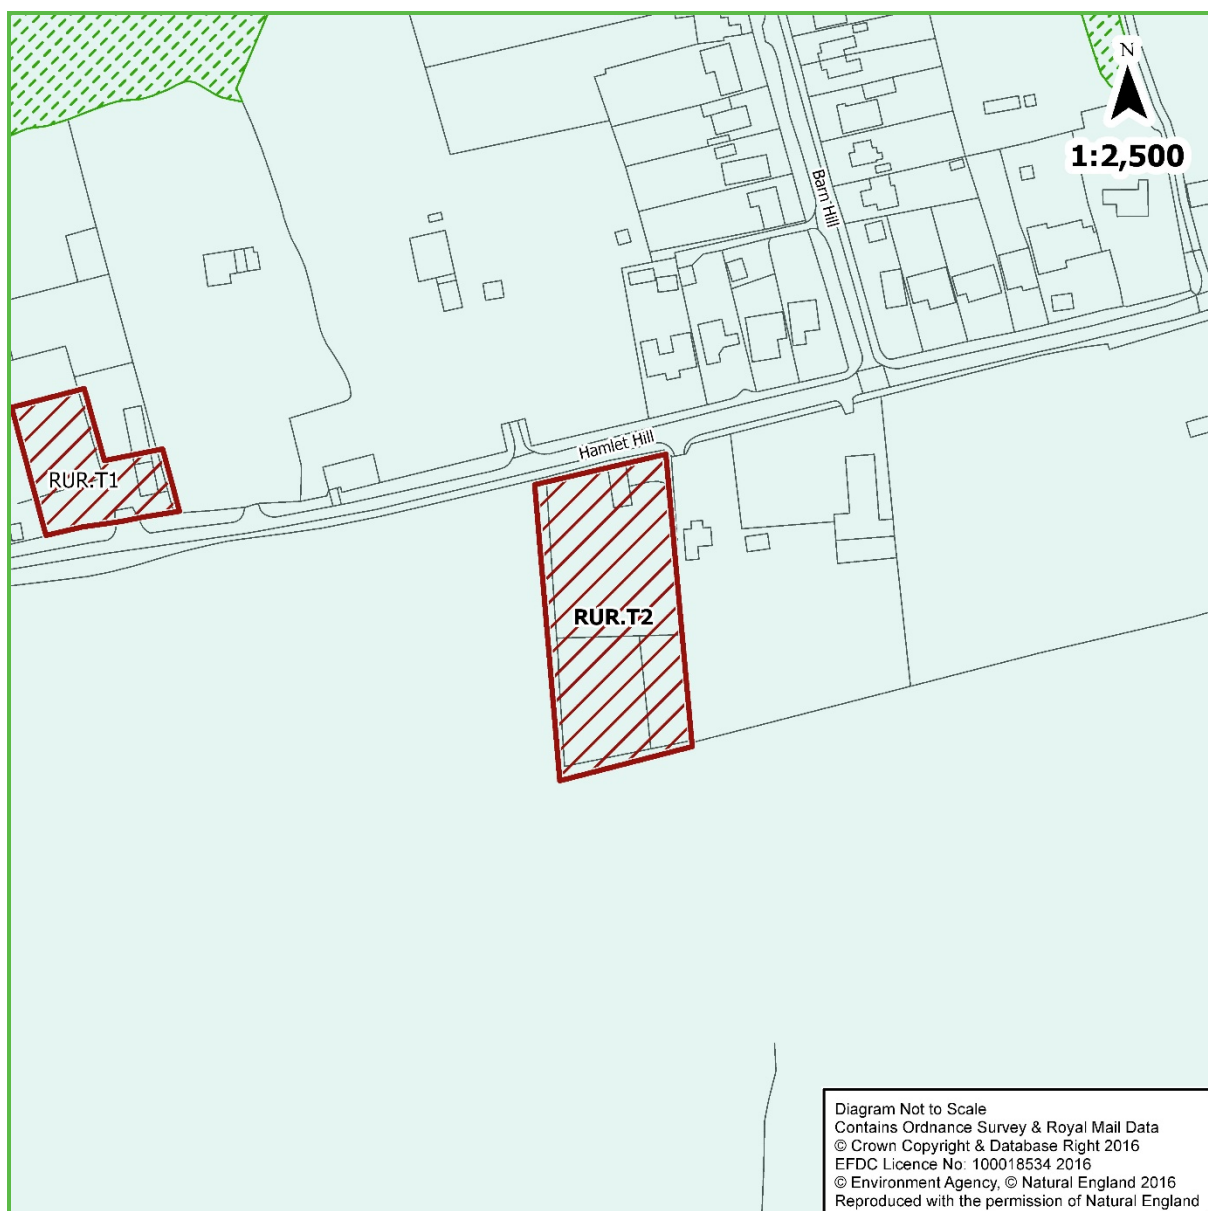 N
1:2,500
Barn Hill
Hamlet Hill
RUR.T1
RUR.T2
Diagram Not to Scale
Contains Ordnance Survey & Royal Mail Data
© Crown Copyright & Database Right 2016
EFDC Licence No: 100018534 2016
© Environment Agency, © Natural England 2016
Reproduced with the permission of Natural England